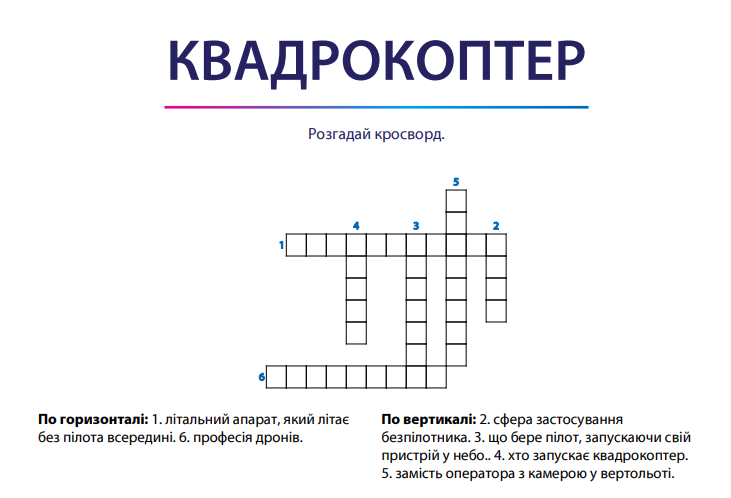 КВАДРОКОПТЕР
Розгадай кросворд.
5
4 3 2
1
6
По горизонталі: 1. літальний апарат, який літає
без пілота всередині. 6. професія дронів.
По вертикалі: 2. сфера застосування
безпілотника. 3. що бере пілот, запускаючи свій
пристрій у небо.. 4. хто запускає квадрокоптер.
5. замість оператора з камерою у вертольоті.